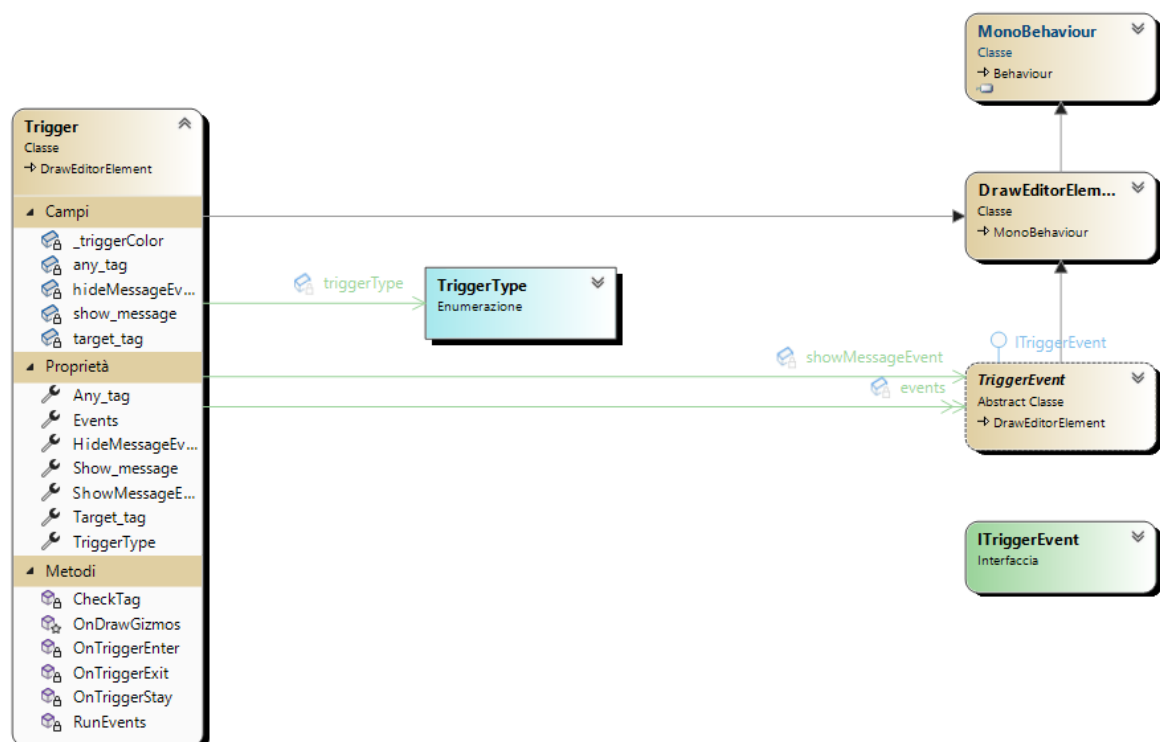 MonoBehaviour
Classe
Behaviour
Trigger
Classe
DrawEditorElement
Campi
_triggerColor
any_tag
hideMessageEv...
show_message
target_tag
Proprietà
Any_tag
Events
HideMessageEv...
Show_message
ShowMessageE...
Target_tag
TriggerType
Metodi
CheckTag
OnDrawGizmos
OnTriggerEnter
OnTriggerExit
OnTriggerStay
RunEvents
triggerType
TriggerType
Enumerazione
DrawEditorElem...
Classe
MonoBehaviour
showMessageEvent
events
ITriggerEvent
TriggerEvent
Abstract Classe
DrawEditorElement
ITriggerEvent
Interfaccia